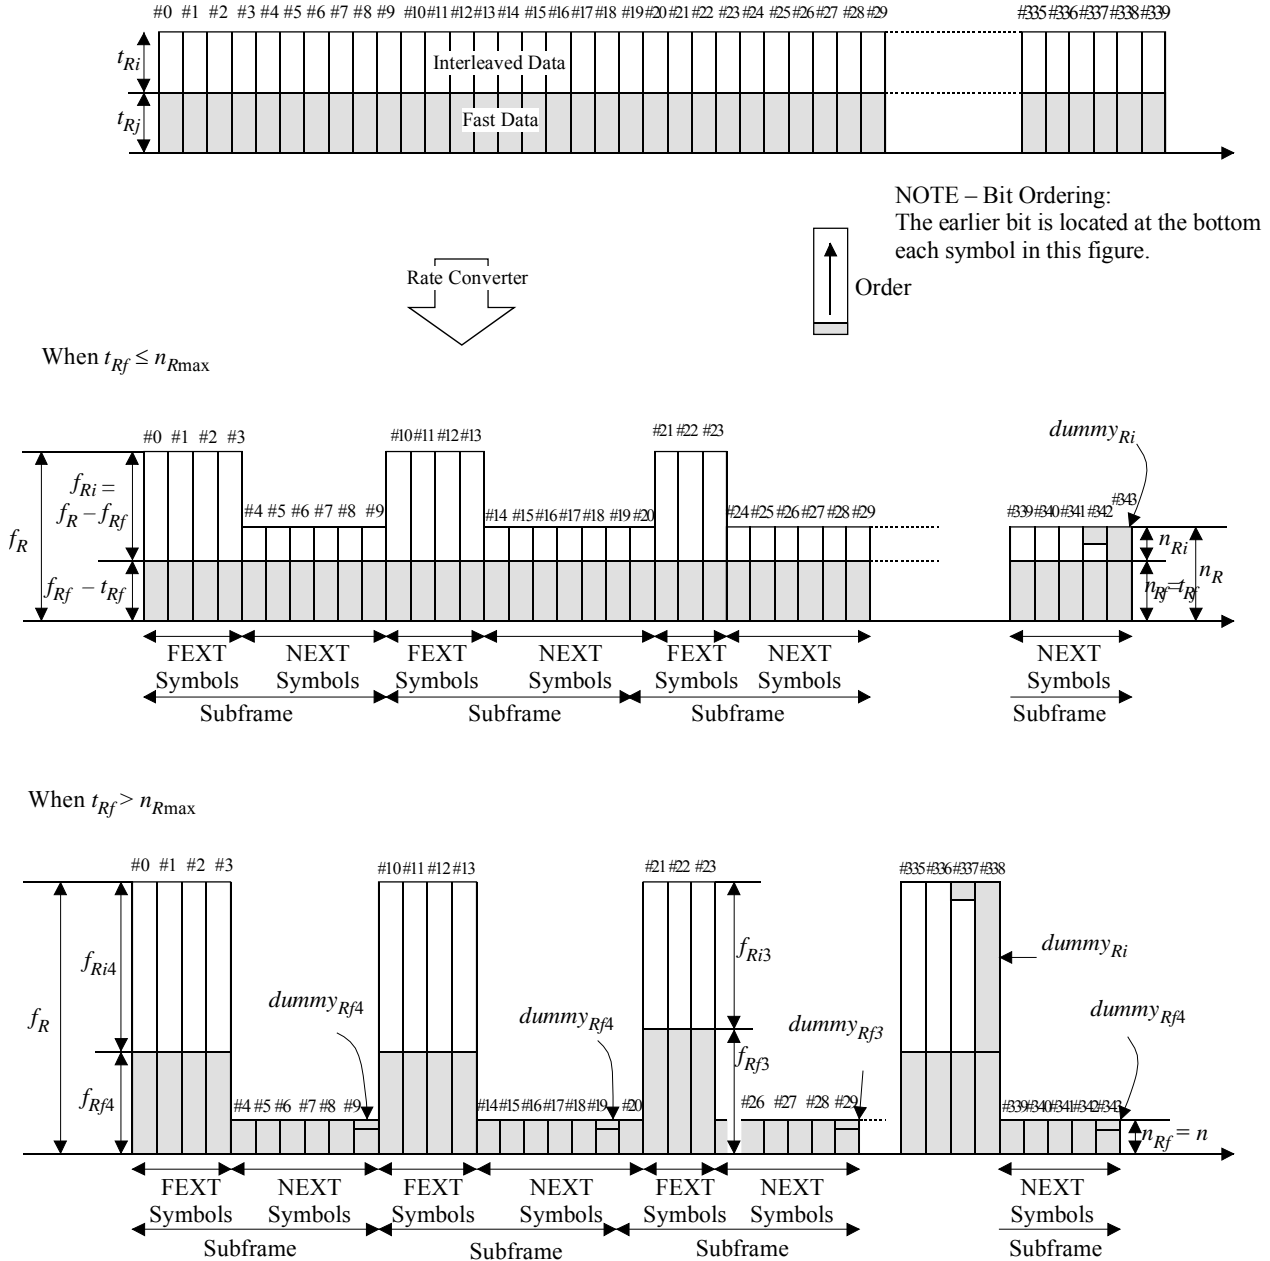 #0 #1 #2 #3 #4 #5 #6 #7 #8 #9 #10 #11 #12 #13 #14 #15 #16 #17 #18 #19 #20 #21 #22 #23 #24 #25 #26 #27 #28 #29 #335 #336 #337 #338 #339
tRi
Interleaved Data
tRj
Fast Data
NOTE – Bit Ordering:
The earlier bit is located at the bottom
each symbol in this figure.
Rate Converter
Order
When tRf ≤ nRmax
#0 #1 #2 #3 #10 #11 #12 #13 #21 #22 #23
dummyRi
fRi =
fR – fRf
#4 #5 #6 #7 #8 #9 #14 #15 #16 #17 #18 #19 #20 #24 #25 #26 #27 #28 #29 #339 #340 #341 #342 #343
fR
nRi
nR
fRf – tRf
nRf = tRf
FEXT NEXT FEXT NEXT FEXT NEXT NEXT
Symbols Symbols Symbols Symbols Symbols Symbols Symbols
Subframe Subframe Subframe Subframe
When tRf > nRmax
#0 #1 #2 #3 #10 #11 #12 #13 #21 #22 #23 #335 #336 #337 #338
fRi4
fRi3
dummyRi
dummyRf4
dummyRf4
dummyRf3
dummyRf4
fR
fRf3
fRf4
#4 #5 #6 #7 #8 #9 #14 #15 #16 #17 #18 #19 #20 #26 #27 #28 #29 #339 #340 #341 #342 #343
nRf = n
FEXT NEXT FEXT NEXT FEXT NEXT NEXT
Symbols Symbols Symbols Symbols Symbols Symbols Symbols
Subframe Subframe Subframe Subframe